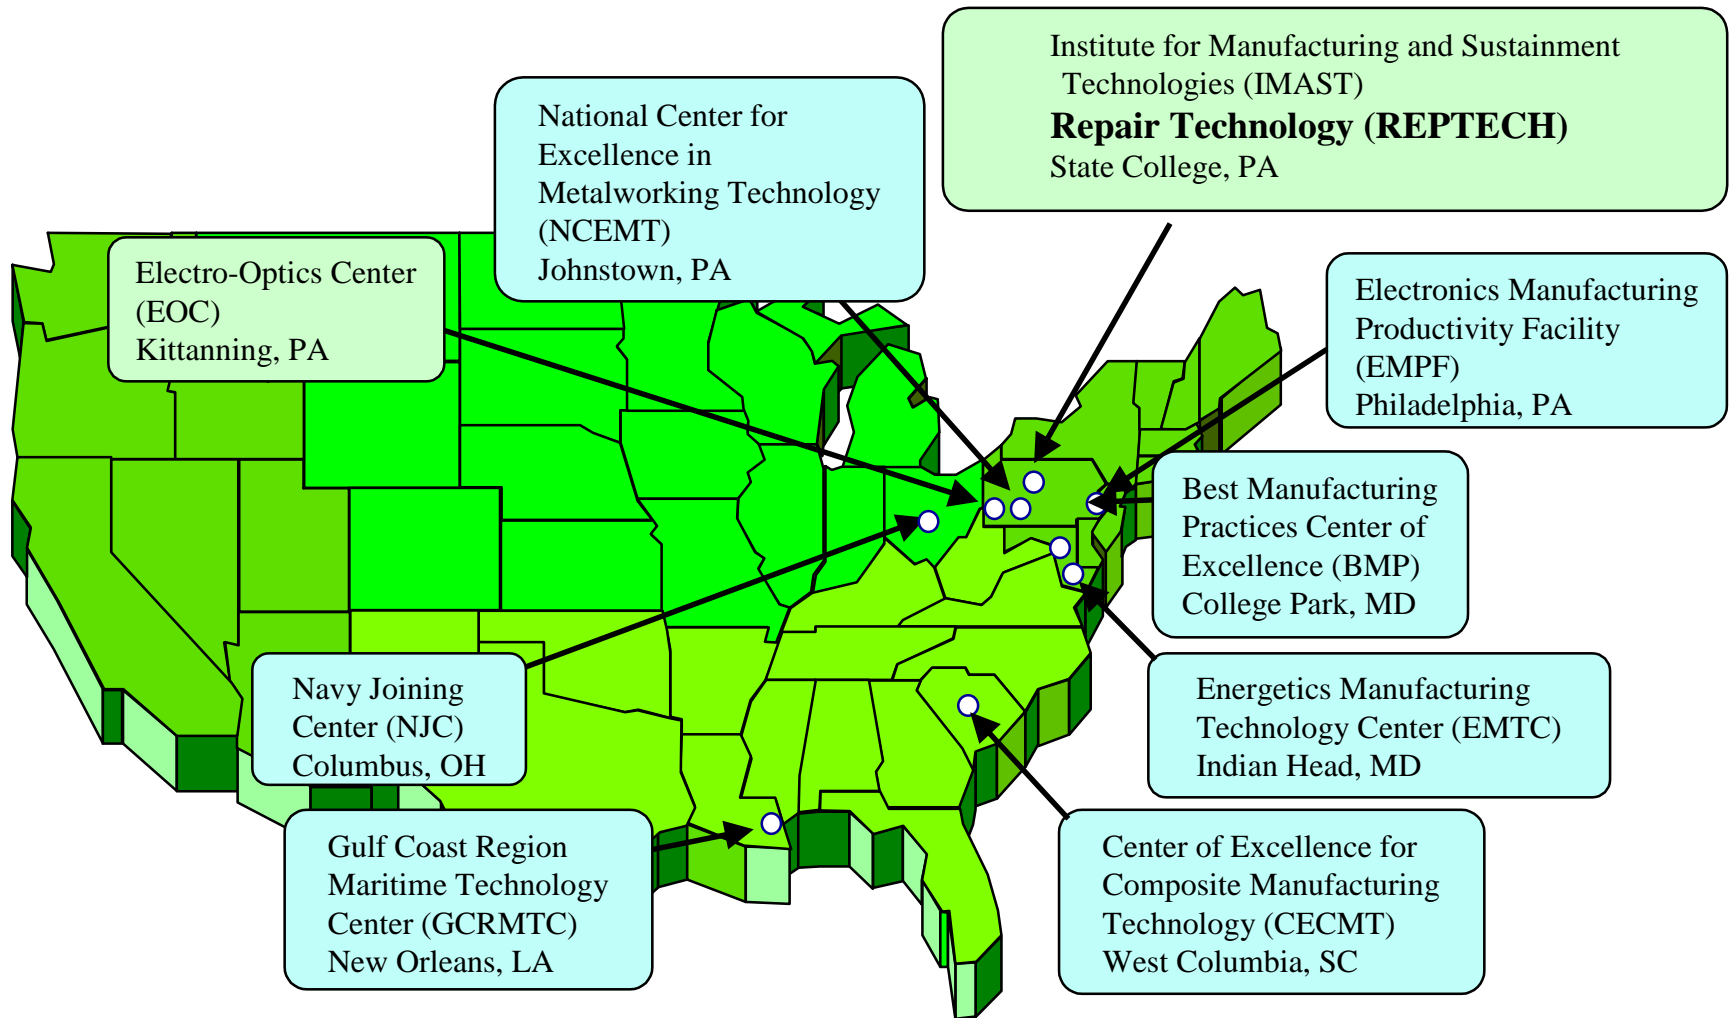 Institute for Manufacturing and Sustainment
Technologies (IMAST)
Repair Technology (REPTECH)
State College, PA
National Center for
Excellence in
Metalworking Technology
(NCEMT)
Johnstown, PA
Electro-Optics Center
(EOC)
Kittanning, PA
Electronics Manufacturing
Productivity Facility
(EMPF)
Philadelphia, PA
Best Manufacturing
Practices Center of
Excellence (BMP)
College Park, MD
Navy Joining
Center (NJC)
Columbus, OH
Energetics Manufacturing
Technology Center (EMTC)
Indian Head, MD
Gulf Coast Region
Maritime Technology
Center (GCRMTC)
New Orleans, LA
Center of Excellence for
Composite Manufacturing
Technology (CECMT)
West Columbia, SC